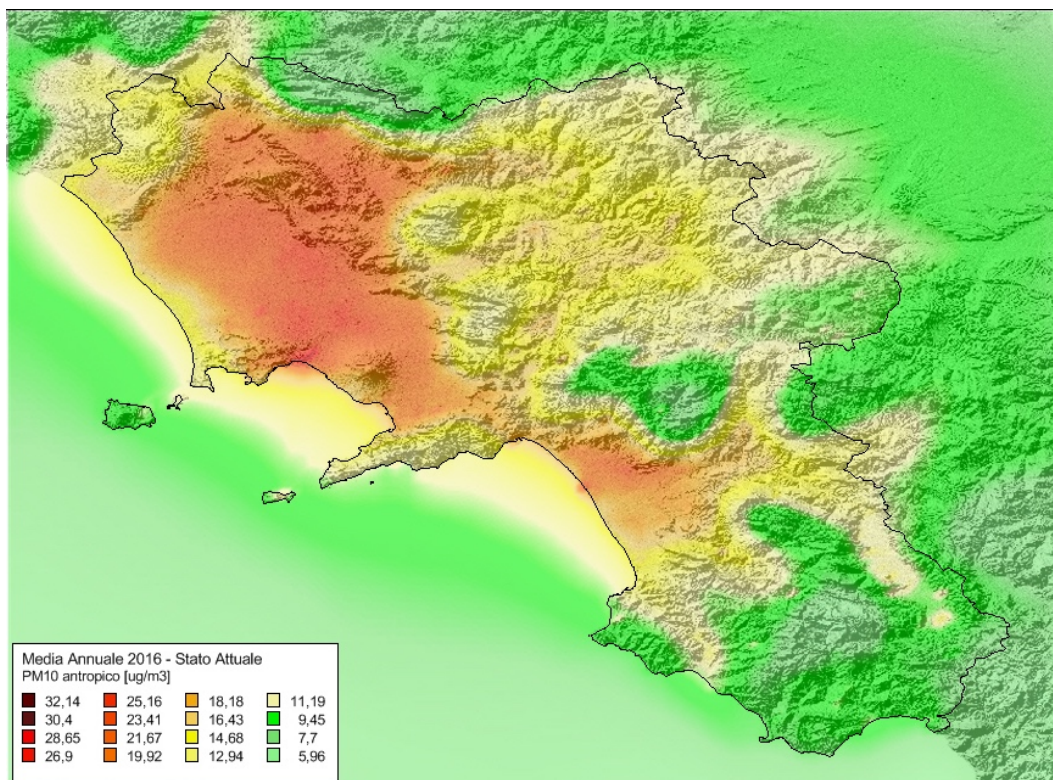 Media Annuale 2016 - Stato Attuale
PM10 antropico [ug/m3]
32,14 25,16 18,18 11,19
30,4 23,41 16,43 9,45
28,65 21,67 14,68 7,7
26,9 19,92 12,94 5,96